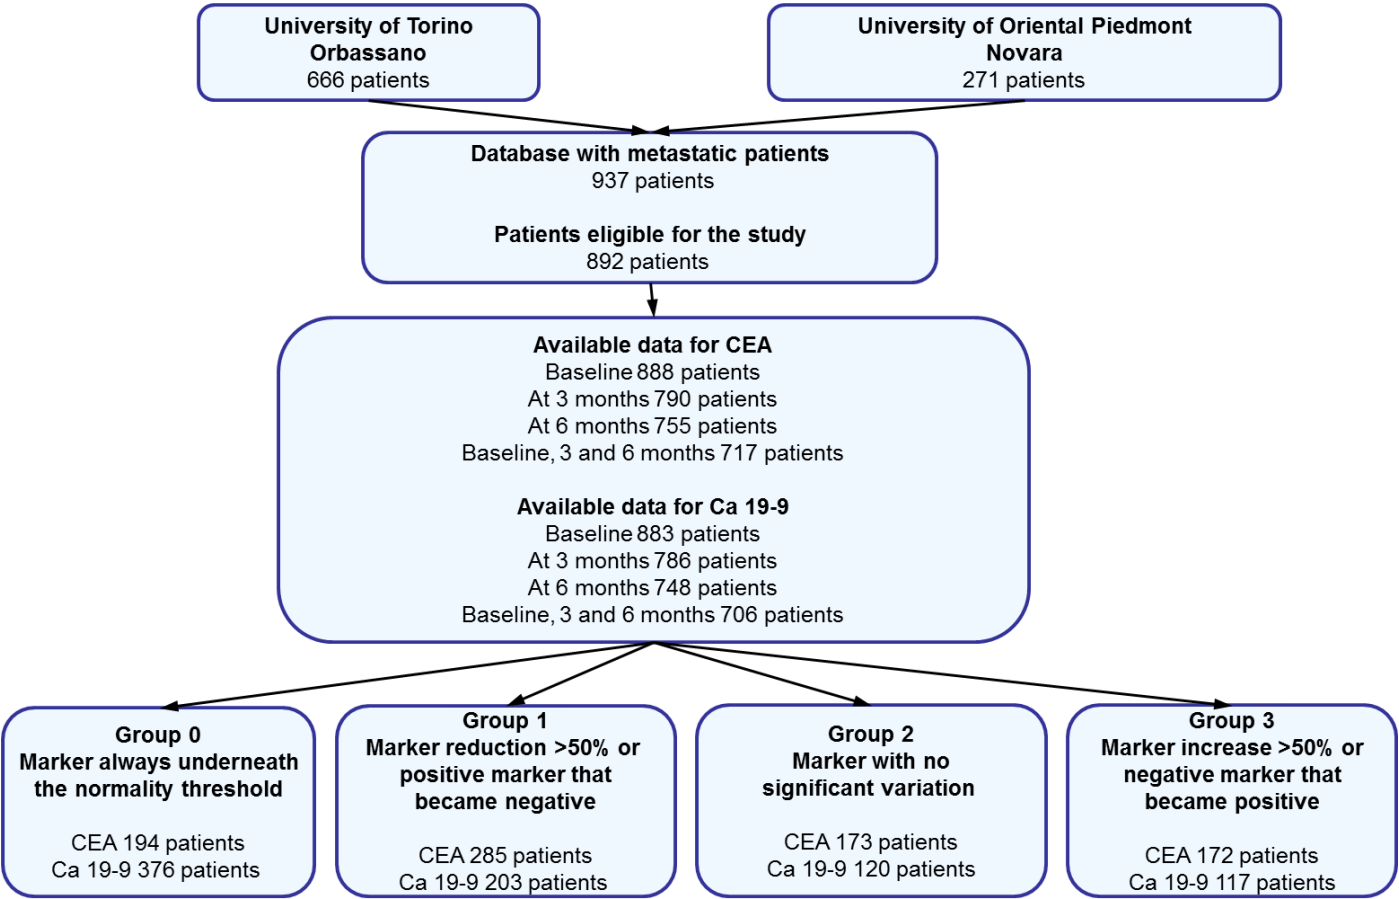 University of Torino
Orbassano
666 patients
University of Oriental Piedmont
Novara
271 patients
Database with metastatic patients
937 patients
Patients eligible for the study
892 patients
Available data for CEA
Baseline 888 patients
At 3 months 790 patients
At 6 months 755 patients
Baseline, 3 and 6 months 717 patients
Available data for Ca 19-9
Baseline 883 patients
At 3 months 786 patients
At 6 months 748 patients
Baseline, 3 and 6 months 706 patients
Group 0
Marker always underneath
the normality threshold
CEA 194 patients
Ca 19-9 376 patients
Group 1
Marker reduction >50% or
positive marker that
became negative
CEA 285 patients
Ca 19-9 203 patients
Group 2
Marker with no
significant variation
CEA 173 patients
Ca 19-9 120 patients
Group 3
Marker increase >50% or
negative marker that
became positive
CEA 172 patients
Ca 19-9 117 patients